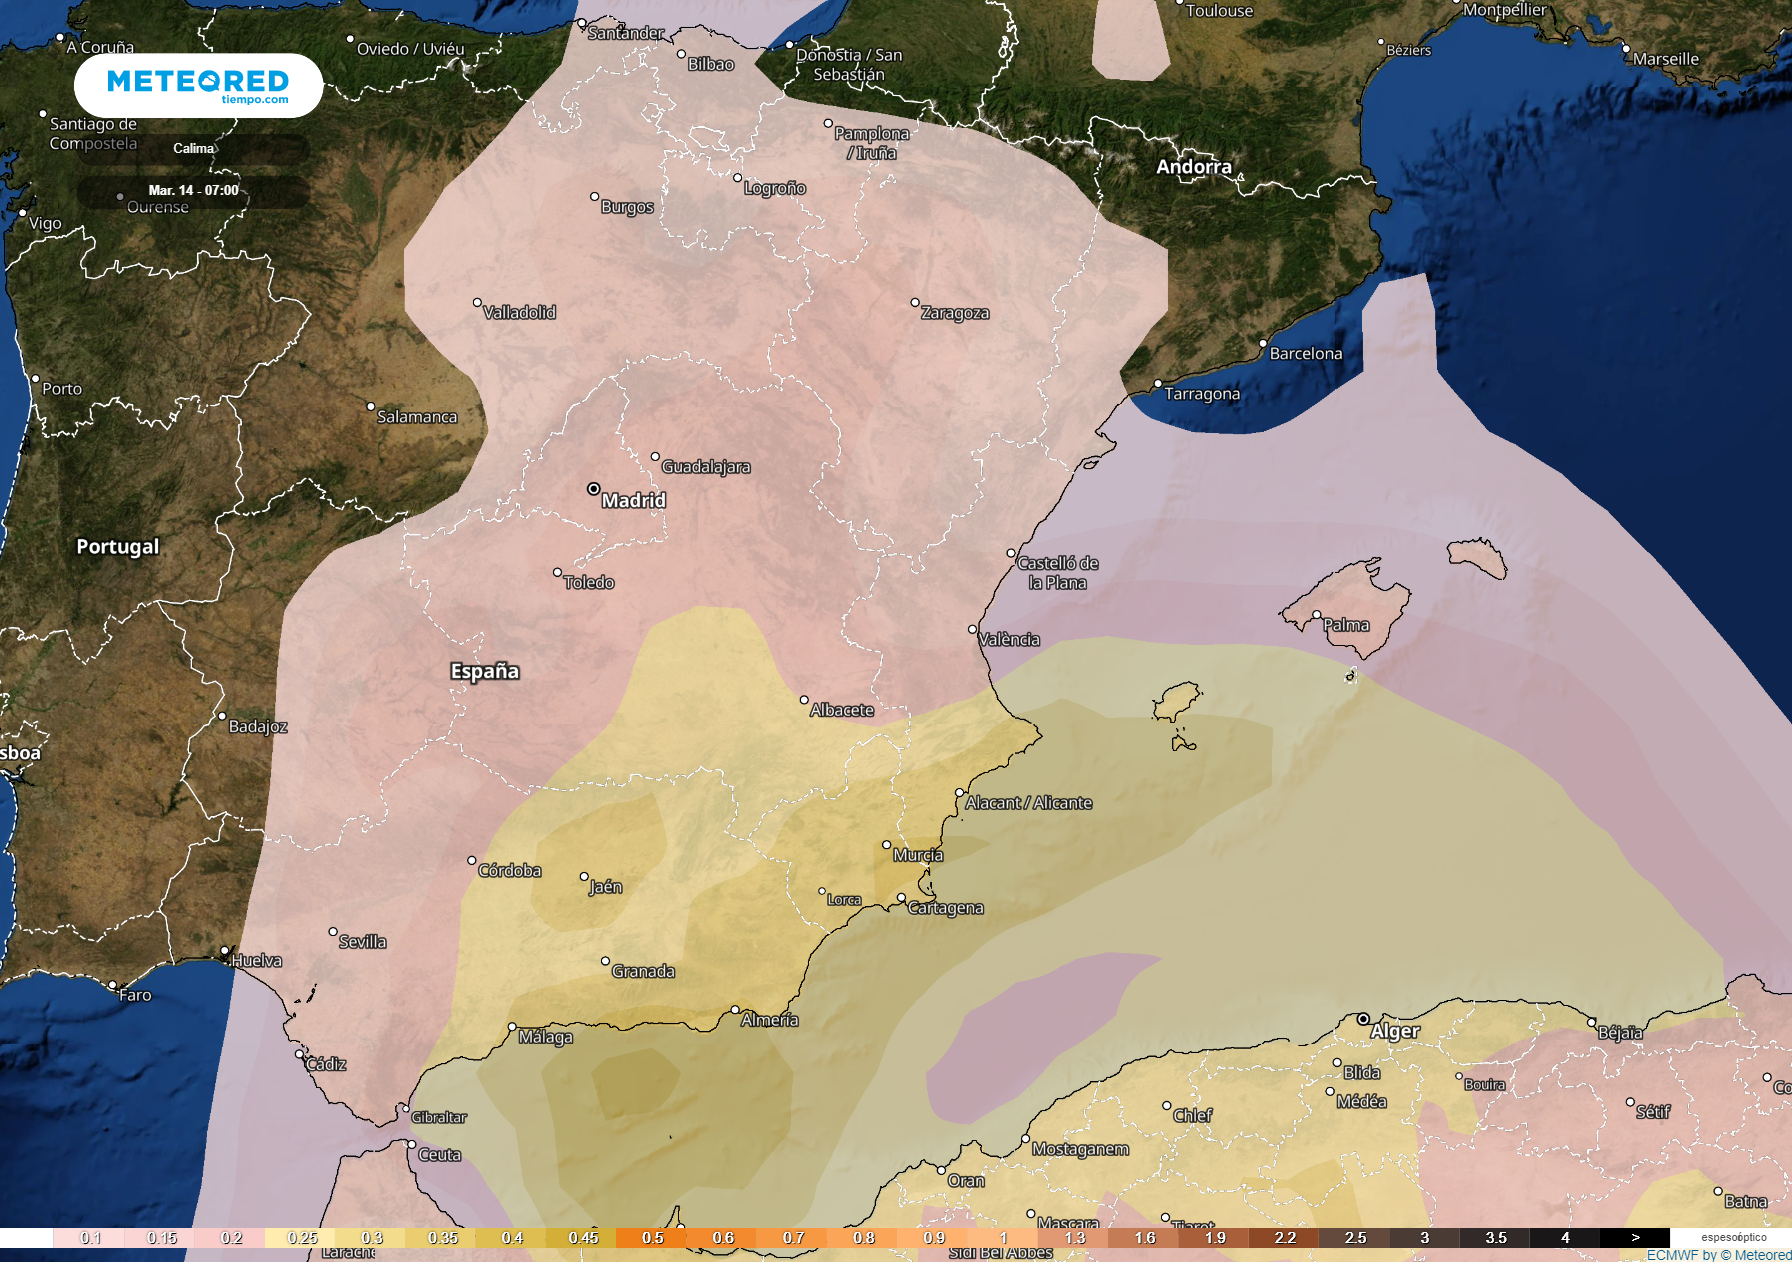 Toulouse
Montpellier
A Coruña
Oviedo / Uviéu
Santander
Bilbao
Donostia / San
Sebastián
Béziers
Marseille
METEORED
tiempo.com
Santiago de
Compostela
Calima
Pamplona
/ Iruña
Andorra
Mar. 14 - 07:00
Ourense
Logroño
Burgos
Vigo
Valladolid
Zaragoza
Barcelona
Porto
Tarragona
Salamanca
Guadalajara
Madrid
Portugal
Toledo
Castelló de
la Plana
Palma
València
España
Albacete
Badajoz
sboa
Alacant / Alicante
Murcia
Córdoba
Jaén
Lorca
Cartagena
Sevilla
Huelva
Granada
Faro
Almería
Málaga
Alger
Béjaïa
Cádiz
Blida
Bouira
Co
Médéa
Gibraltar
Chlef
Sétif
Ceuta
Mostaganem
Oran
Batna
Mascara
Tiaret
0.1 0.15 0.2 0.25 0.3 0.35 0.4 0.45 0.5 0.6 0.7 0.8 0.9 1 1.3 1.6 1.9 2.2 2.5 3 3.5 4 > espesoóptico
Larache
Sidi Bel Abbes
ECMWF by © Meteored